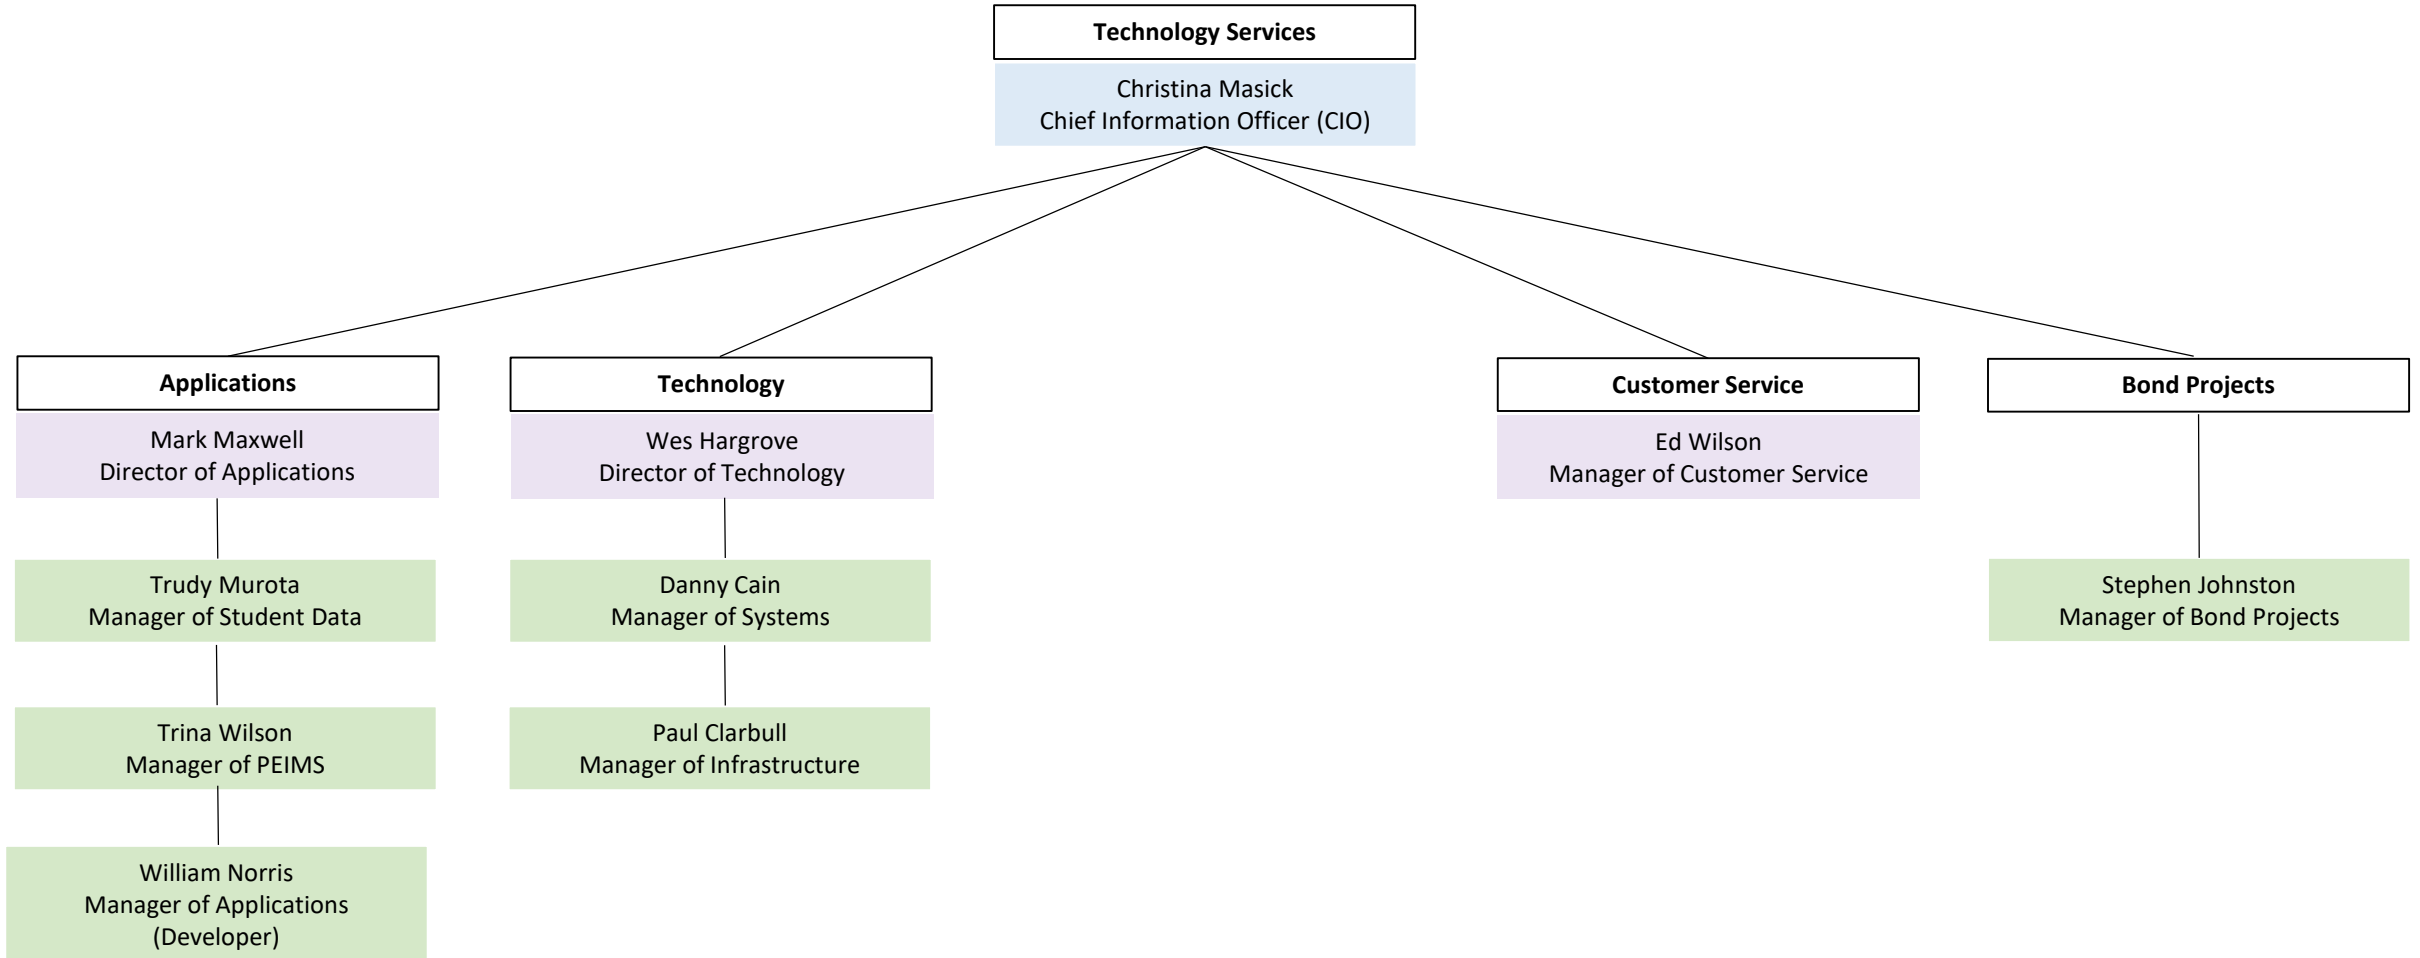 Technology Services
Christina Masick
Chief Information Officer (CIO)
Applications
Mark Maxwell
Director of Applications
Trudy Murota
Manager of Student Data
Trina Wilson
Manager of PEIMS
William Norris
Manager of Applications
(Developer)
Technology
Wes Hargrove
Director of Technology
Danny Cain
Manager of Systems
Paul Clarbull
Manager of Infrastructure
Customer Service
Ed Wilson
Manager of Customer Service
Bond Projects
Stephen Johnston
Manager of Bond Projects